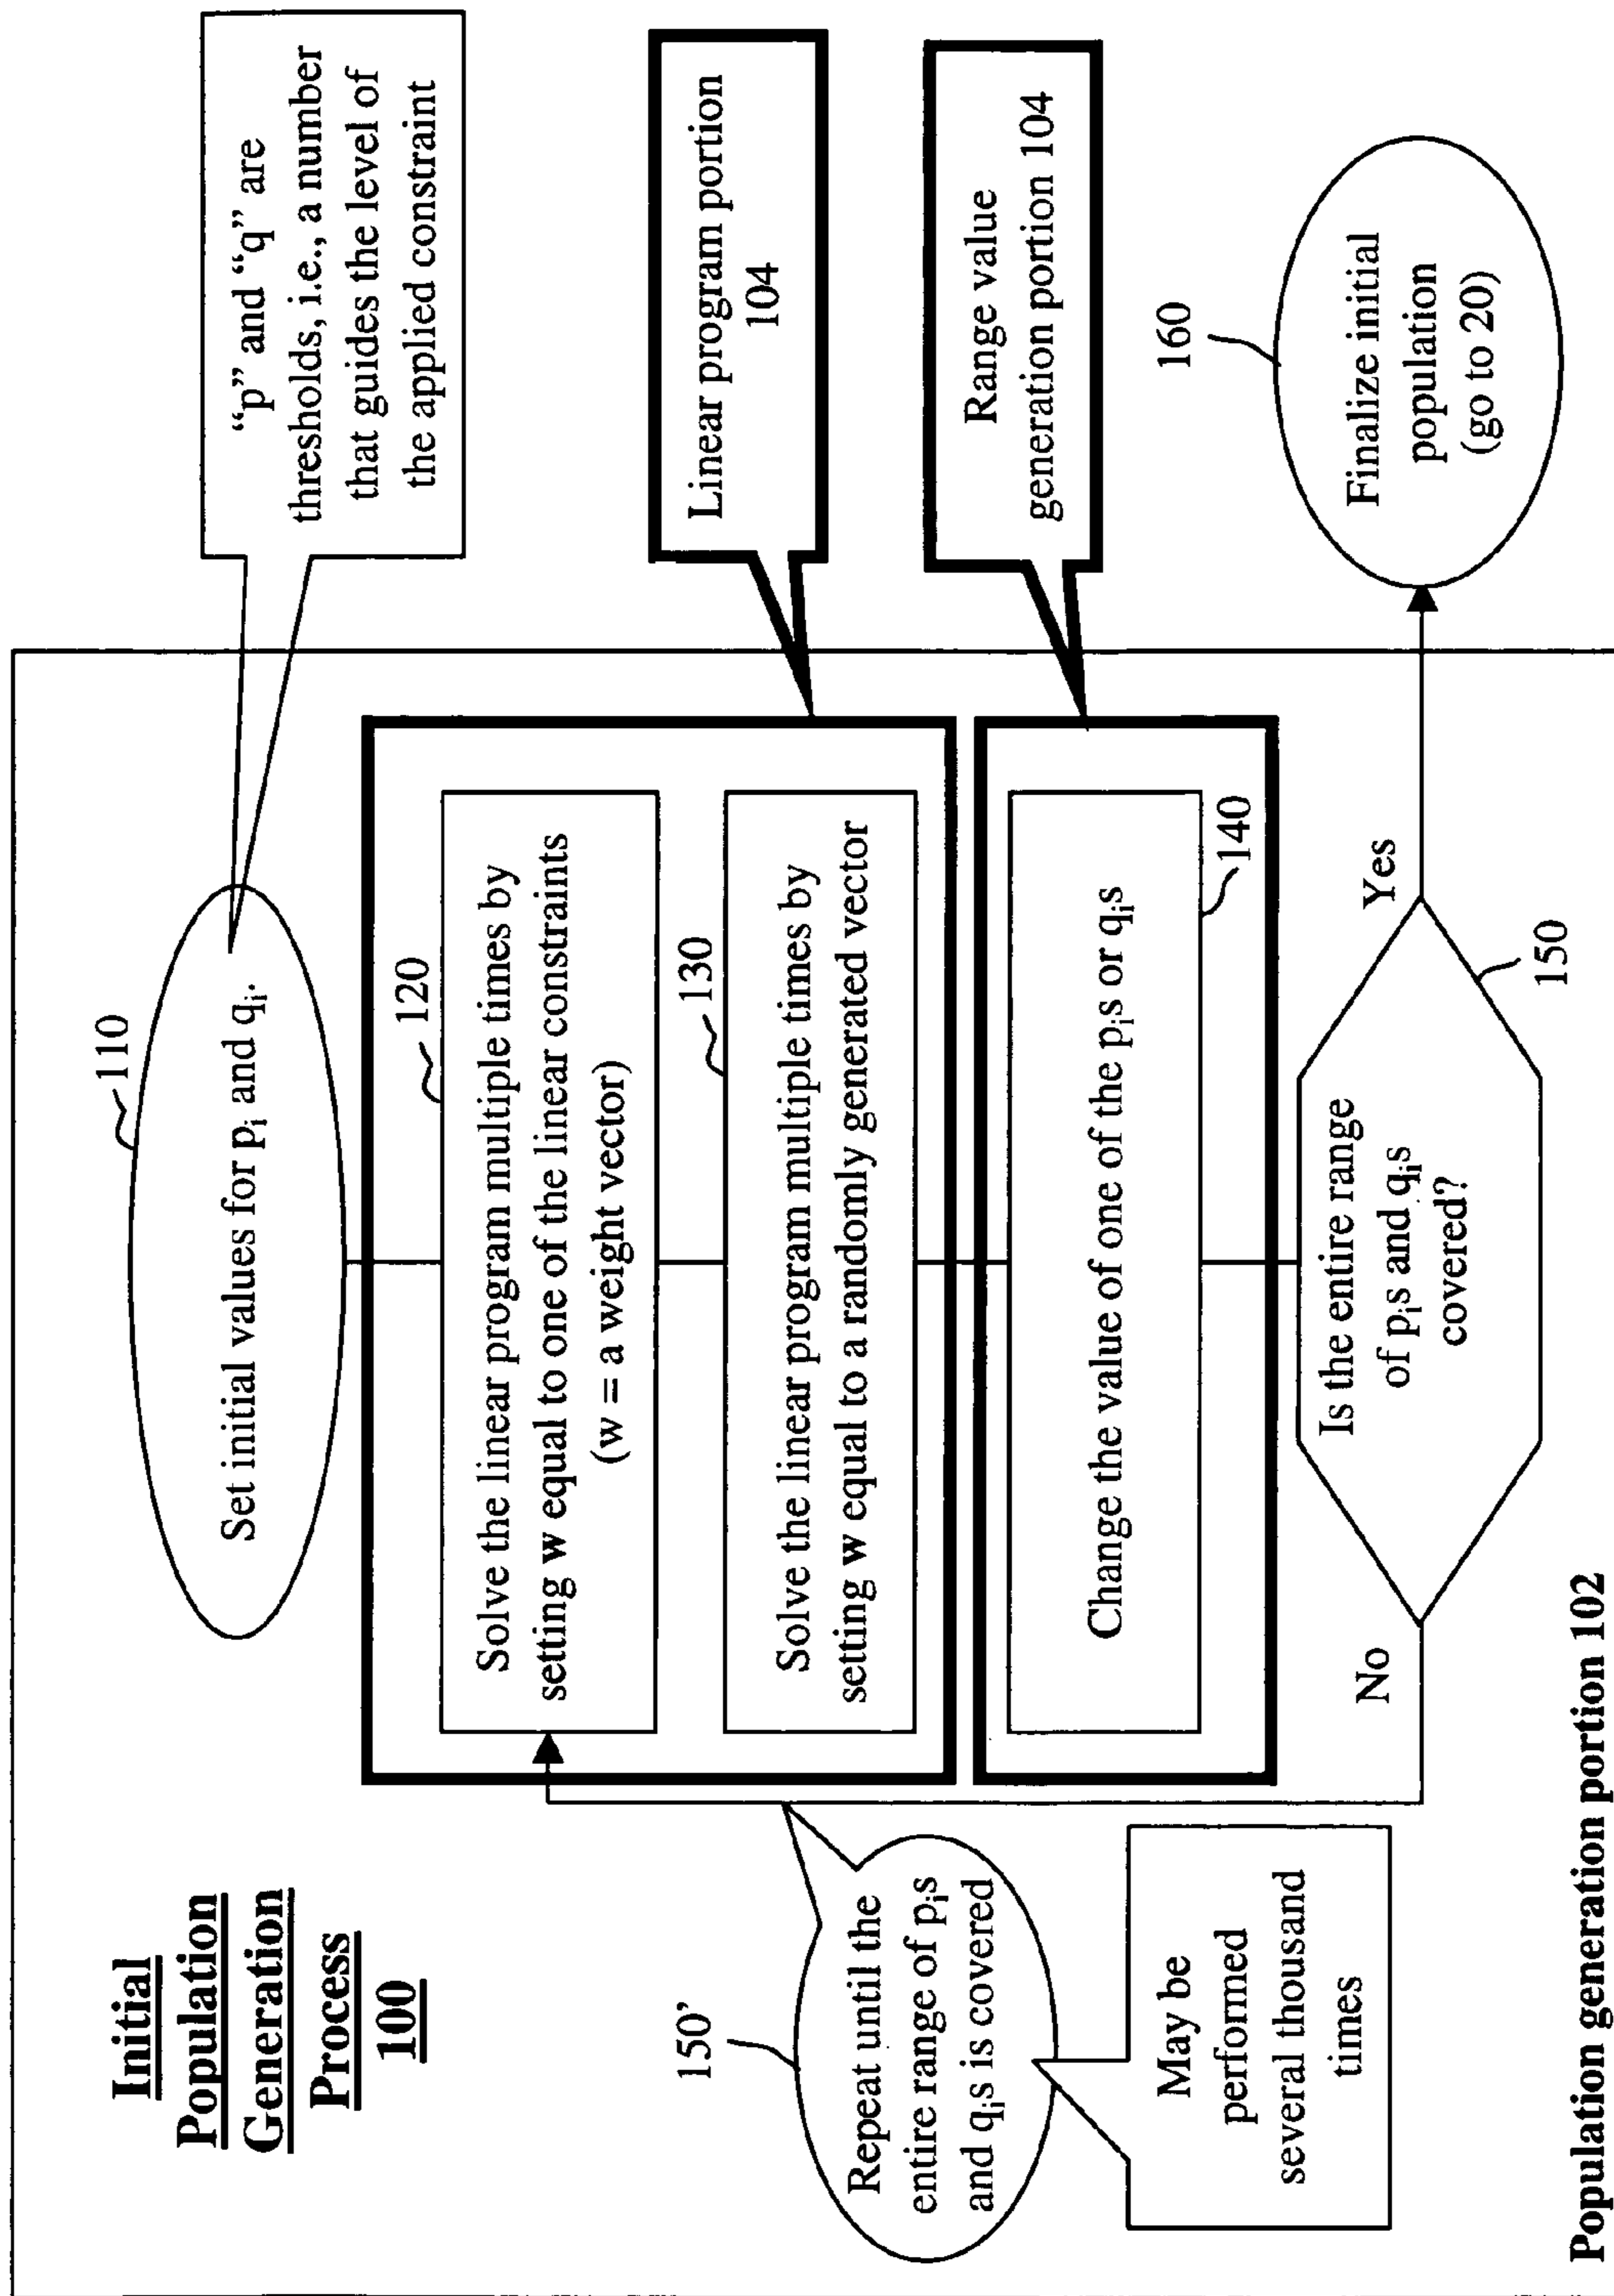 Initial
Population
Generation
Process
100
110
Set initial values for pᵢ and qᵢ.
“p” and “q” are
thresholds, i.e., a number
that guides the level of
the applied constraint
120
Solve the linear program multiple times by
setting w equal to one of the linear constraints
(w = a weight vector)
130
Solve the linear program multiple times by
setting w equal to a randomly generated vector
Linear program portion
104
Change the value of one of the pᵢs or qᵢs
140
Range value
generation portion 104
150’
Repeat until the
entire range of pᵢs
and qᵢs is covered
May be
performed
several thousand
times
Is the entire range
of pᵢs and qᵢs
covered?
150
No
Yes
160
Finalize initial
population
(go to 20)
Population generation portion 102